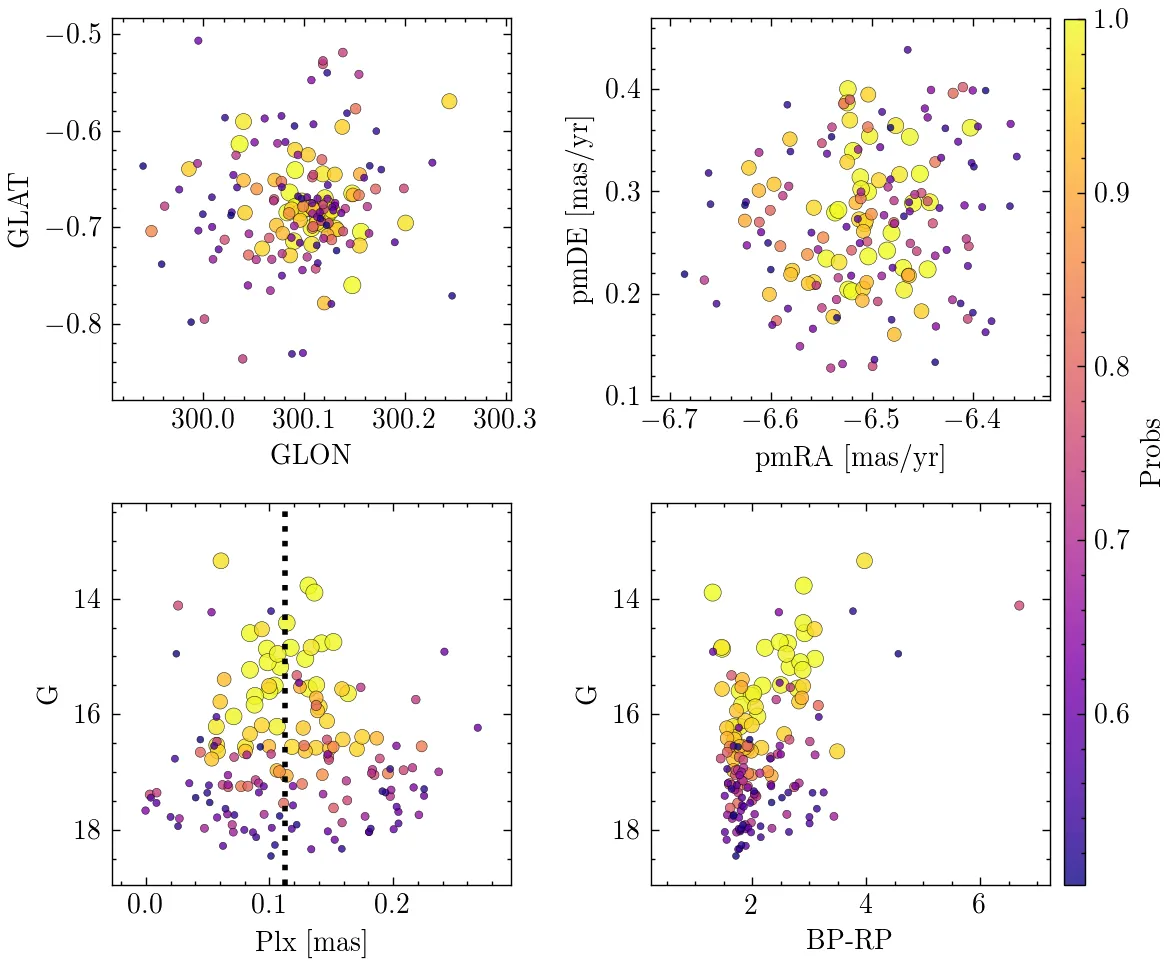 −0.5
−0.6
−0.7
−0.8
GLAT
300.0 300.1 300.2 300.3
GLON
0.4
0.3
0.2
0.1
pmDE [mas/yr]
−6.7 −6.6 −6.5 −6.4
pmRA [mas/yr]
14
16
18
G
0.0 0.1 0.2
Plx [mas]
14
16
18
G
2 4 6
BP-RP
1.0
0.9
0.8
0.7
0.6
Probs